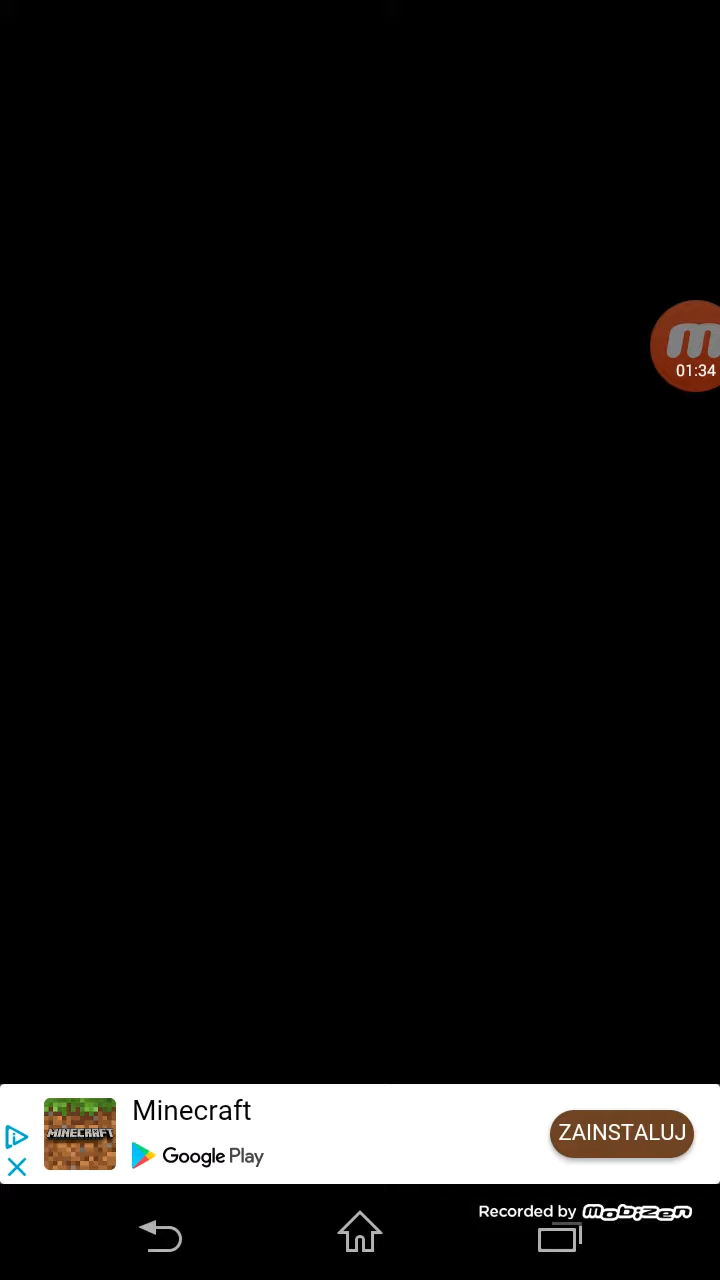 01:34
Minecraft
MINECRAFT
Google Play
ZAINSTALUJ
Recorded by mobizen